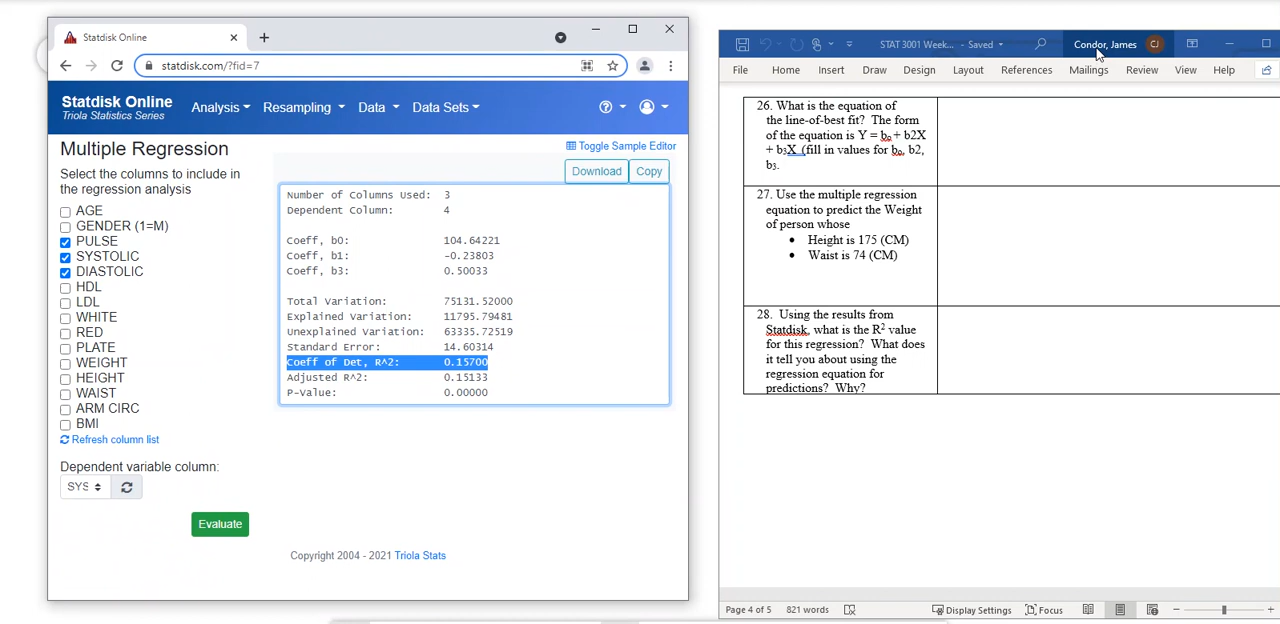 Statdisk Online
statdisk.com/?fid=7
Statdisk Online
Triola Statistics Series
Analysis
Resampling
Data
Data Sets
Multiple Regression
Toggle Sample Editor
Select the columns to include in
the regression analysis
Download
Copy
AGE
GENDER (1=M)
PULSE
SYSTOLIC
DIASTOLIC
HDL
LDL
WHITE
RED
PLATE
WEIGHT
HEIGHT
WAIST
ARM CIRC
BMI
Refresh column list
Dependent variable column:
SYS
Evaluate
Number of Columns Used: 3
Dependent Column: 4
Coeff, b0: 104.64221
Coeff, b1: -0.23803
Coeff, b3: 0.50033
Total Variation: 75131.52000
Explained Variation: 11795.79481
Unexplained Variation: 63335.72519
Standard Error: 14.60314
Coeff of Det, R^2: 0.15700
Adjusted R^2: 0.15133
P-Value: 0.00000
Copyright 2004 - 2021 Triola Stats
STAT 3001 Week... - Saved
Condor, James
CJ
File Home Insert Draw Design Layout References Mailings Review View Help
26. What is the equation of
the line-of-best fit? The form
of the equation is Y = b₀ + b2X
+ b₃X (fill in values for b₀, b2,
b₃.
27. Use the multiple regression
equation to predict the Weight
of person whose
• Height is 175 (CM)
• Waist is 74 (CM)
28. Using the results from
Statdisk, what is the R² value
for this regression? What does
it tell you about using the
regression equation for
predictions? Why?
Page 4 of 5 821 words Display Settings Focus